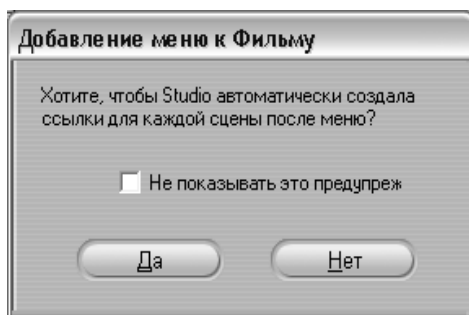 Добавление меню к Фильму
Хотите, чтобы Studio автоматически создала
ссылки для каждой сцены после меню?
Не показывать это предупреж
Да
Нет